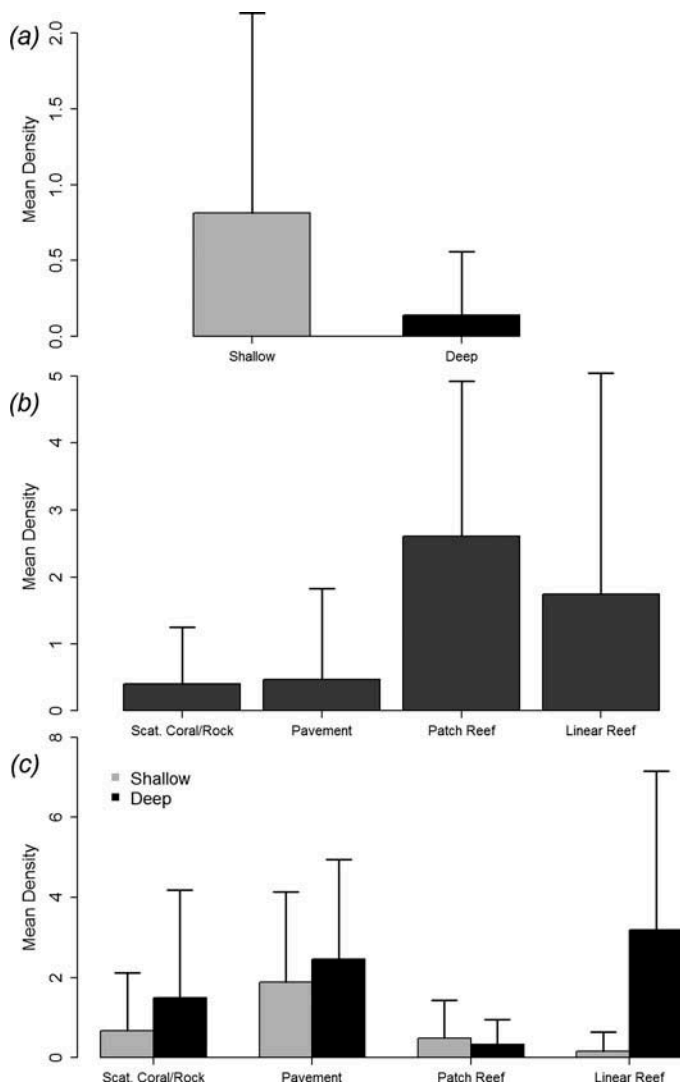 (a)
Mean Density
2.0
1.5
1.0
0.5
0.0
Shallow
Deep
(b)
Mean Density
5
4
3
2
1
0
Scat. Coral/Rock
Pavement
Patch Reef
Linear Reef
(c)
Mean Density
8
6
4
2
0
Shallow
Deep
Scat. Coral/Rock
Pavement
Patch Reef
Linear Reef